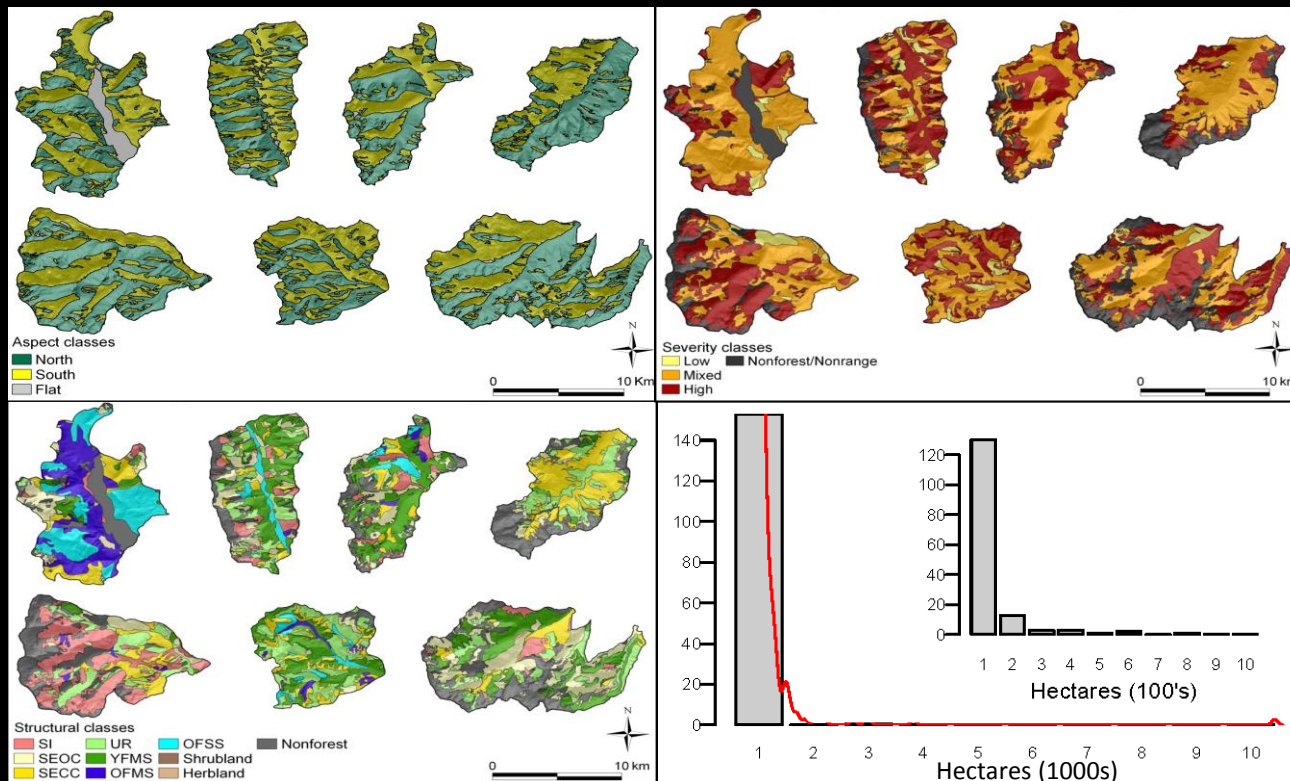 Aspect classes
North
South
Flat
N
0 10 Km
Severity classes
Low Nonforest/Nonrange
Mixed
High
N
0 10 km
Structural classes
SI UR OFSS Nonforest
SEOC YFMS Shrubland
SECC OFMS Herbland
N
0 10 km
140
120
100
80
60
40
20
0
1 2 3 4 5 6 7 8 9 10
Hectares (1000s)
120
100
80
60
40
20
0
1 2 3 4 5 6 7 8 9 10
Hectares (100's)